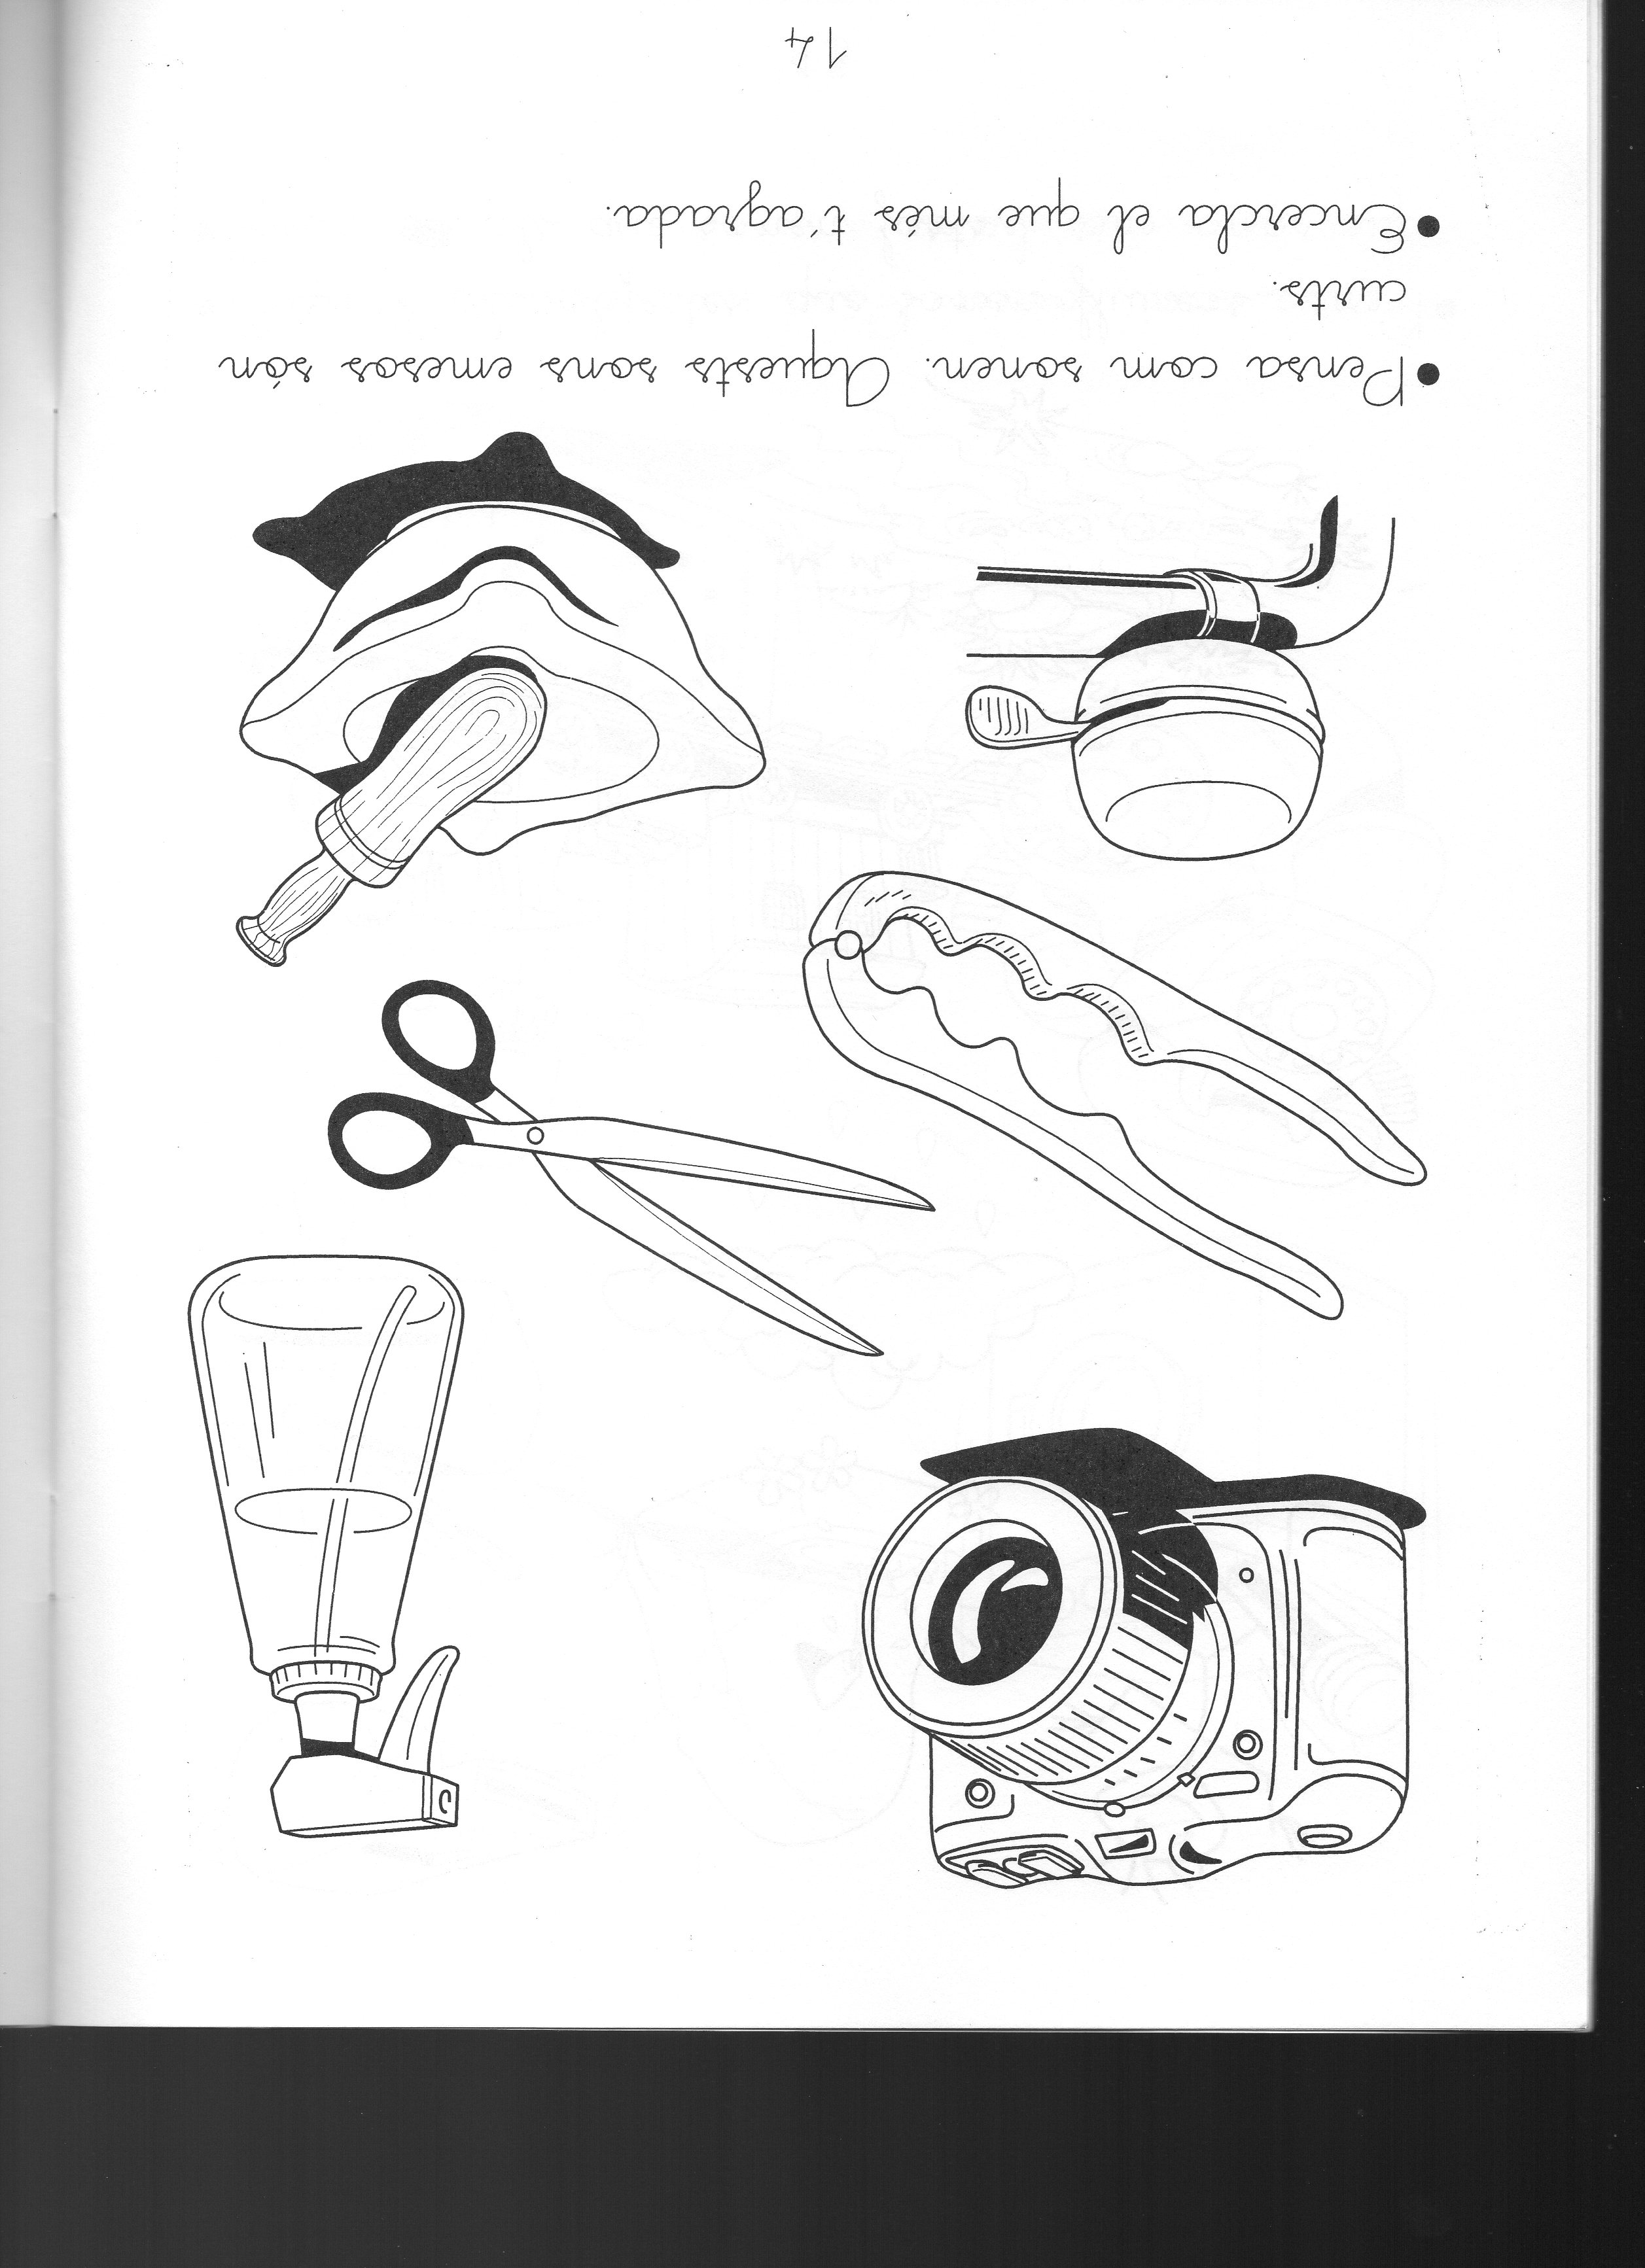 • Pensa com sonen. Aquests sons emesos són
curts.
• Encercla el que més t'agrada.
14